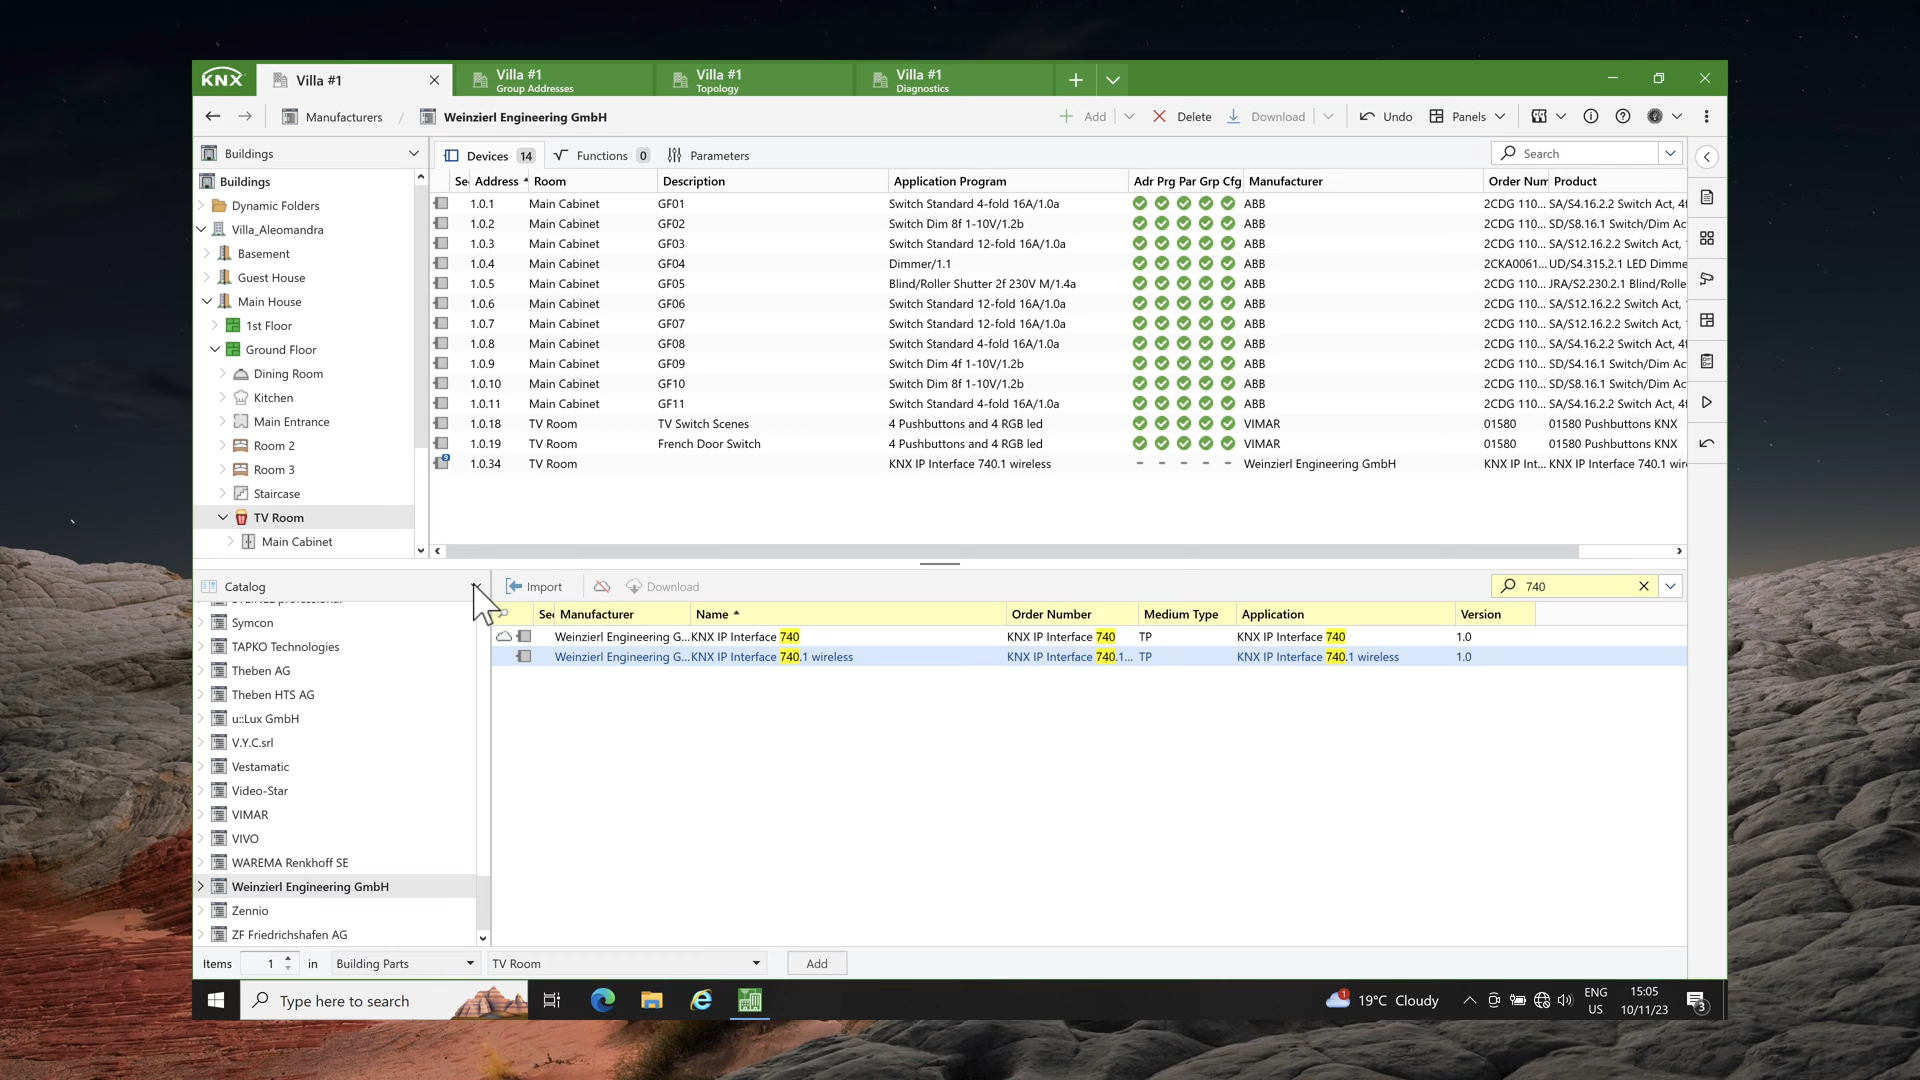 KNX
Villa #1
Villa #1
Group Addresses
Villa #1
Topology
Villa #1
Diagnostics
Manufacturers / Weinzierl Engineering GmbH
Add Delete Download Undo Panels
Buildings
Devices 14 Functions 0 Parameters
Search
Buildings
Dynamic Folders
Villa_Aleomandra
Basement
Guest House
Main House
1st Floor
Ground Floor
Dining Room
Kitchen
Main Entrance
Room 2
Room 3
Staircase
TV Room
Main Cabinet
Se Address Room Description Application Program Adr Prg Par Grp Cfg Manufacturer Order Num Product
1.0.1 Main Cabinet GF01 Switch Standard 4-fold 16A/1.0a ABB 2CDG 110... SA/S4.16.2.2 Switch Act, 4f
1.0.2 Main Cabinet GF02 Switch Dim 8f 1-10V/1.2b ABB 2CDG 110... SD/S8.16.1 Switch/Dim Ac
1.0.3 Main Cabinet GF03 Switch Standard 12-fold 16A/1.0a ABB 2CDG 110... SA/S12.16.2.2 Switch Act,
1.0.4 Main Cabinet GF04 Dimmer/1.1 ABB 2CKA0061... UD/S4.315.2.1 LED Dimme
1.0.5 Main Cabinet GF05 Blind/Roller Shutter 2f 230V M/1.4a ABB 2CDG 110... JRA/S2.230.2.1 Blind/Rolle
1.0.6 Main Cabinet GF06 Switch Standard 12-fold 16A/1.0a ABB 2CDG 110... SA/S12.16.2.2 Switch Act,
1.0.7 Main Cabinet GF07 Switch Standard 12-fold 16A/1.0a ABB 2CDG 110... SA/S12.16.2.2 Switch Act,
1.0.8 Main Cabinet GF08 Switch Standard 4-fold 16A/1.0a ABB 2CDG 110... SA/S4.16.2.2 Switch Act, 4f
1.0.9 Main Cabinet GF09 Switch Dim 4f 1-10V/1.2b ABB 2CDG 110... SD/S4.16.1 Switch/Dim Ac
1.0.10 Main Cabinet GF10 Switch Dim 8f 1-10V/1.2b ABB 2CDG 110... SD/S8.16.1 Switch/Dim Ac
1.0.11 Main Cabinet GF11 Switch Standard 4-fold 16A/1.0a ABB 2CDG 110... SA/S4.16.2.2 Switch Act, 4f
1.0.18 TV Room TV Switch Scenes 4 Pushbuttons and 4 RGB led VIMAR 01580 01580 Pushbuttons KNX
1.0.19 TV Room French Door Switch 4 Pushbuttons and 4 RGB led VIMAR 01580 01580 Pushbuttons KNX
1.0.34 TV Room KNX IP Interface 740.1 wireless - - - - - Weinzierl Engineering GmbH KNX IP Int... KNX IP Interface 740.1 wir
Catalog
Import Download
740
Symcon
TAPKO Technologies
Theben AG
Theben HTS AG
u::Lux GmbH
V.Y.C.srl
Vestamatic
Video-Star
VIMAR
VIVO
WAREMA Renkhoff SE
Weinzierl Engineering GmbH
Zennio
ZF Friedrichshafen AG
Se Manufacturer Name Order Number Medium Type Application Version
Weinzierl Engineering G... KNX IP Interface 740 KNX IP Interface 740 TP KNX IP Interface 740 1.0
Weinzierl Engineering G... KNX IP Interface 740.1 wireless KNX IP Interface 740.1... TP KNX IP Interface 740.1 wireless 1.0
Items 1 in Building Parts TV Room Add
Type here to search
1
19°C Cloudy
ENG
US
15:05
10/11/23
3